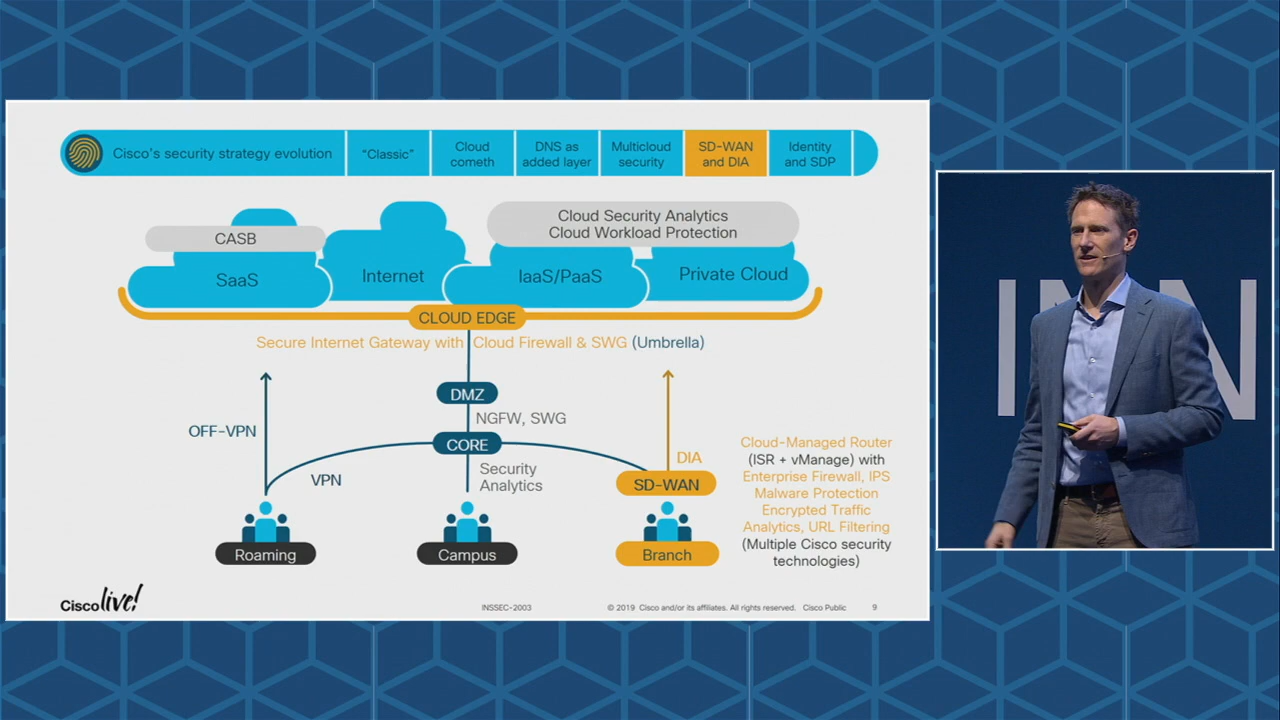 Cisco's security strategy evolution
"Classic"
Cloud
cometh
DNS as
added layer
Multicloud
security
SD-WAN
and DIA
Identity
and SDP
CASB
Cloud Security Analytics
Cloud Workload Protection
SaaS
Internet
IaaS/PaaS
Private Cloud
CLOUD EDGE
Secure Internet Gateway with Cloud Firewall & SWG (Umbrella)
DMZ
NGFW, SWG
OFF-VPN
CORE
VPN
Security
Analytics
DIA
SD-WAN
Cloud-Managed Router
(ISR + vManage) with
Enterprise Firewall, IPS
Malware Protection
Encrypted Traffic
Analytics, URL Filtering
(Multiple Cisco security
technologies)
Roaming
Campus
Branch
Cisco live!
INSSEC-2003
© 2019 Cisco and/or its affiliates. All rights reserved. Cisco Public
9